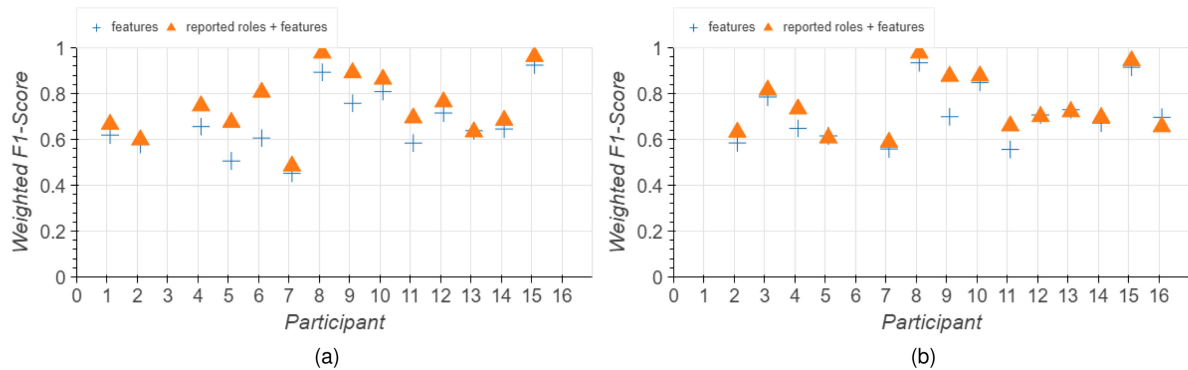 features reported roles + features
Weighted F1-Score
1
0.8
0.6
0.4
0.2
0
0 1 2 3 4 5 6 7 8 9 10 11 12 13 14 15 16
Participant
(a)
features reported roles + features
Weighted F1-Score
1
0.8
0.6
0.4
0.2
0
0 1 2 3 4 5 6 7 8 9 10 11 12 13 14 15 16
Participant
(b)